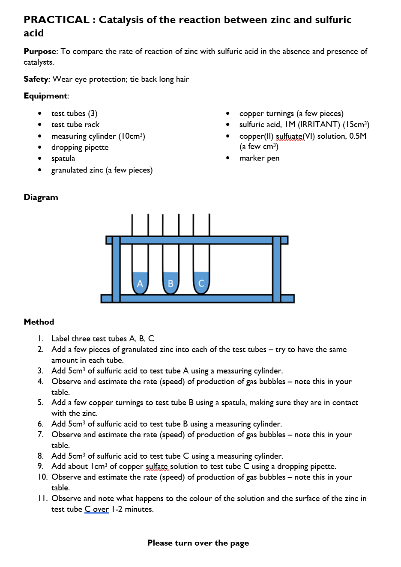 PRACTICAL : Catalysis of the reaction between zinc and sulfuric
acid
Purpose: To compare the rate of reaction of zinc with sulfuric acid in the absence and presence of
catalysts.
Safety: Wear eye protection; tie back long hair
Equipment:
• test tubes (3)
• test tube rack
• measuring cylinder (10cm³)
• dropping pipette
• spatula
• granulated zinc (a few pieces)
• copper turnings (a few pieces)
• sulfuric acid, 1M (IRRITANT) (15cm³)
• copper(II) sulfuate(VI) solution, 0.5M
(a few cm³)
• marker pen
Diagram
A B C
Method
1. Label three test tubes A, B, C
2. Add a few pieces of granulated zinc into each of the test tubes – try to have the same
amount in each tube.
3. Add 5cm³ of sulfuric acid to test tube A using a measuring cylinder.
4. Observe and estimate the rate (speed) of production of gas bubbles – note this in your
table.
5. Add a few copper turnings to test tube B using a spatula, making sure they are in contact
with the zinc.
6. Add 5cm³ of sulfuric acid to test tube B using a measuring cylinder.
7. Observe and estimate the rate (speed) of production of gas bubbles – note this in your
table.
8. Add 5cm³ of sulfuric acid to test tube C using a measuring cylinder.
9. Add about 1cm³ of copper sulfate solution to test tube C using a dropping pipette.
10. Observe and estimate the rate (speed) of production of gas bubbles – note this in your
table.
11. Observe and note what happens to the colour of the solution and the surface of the zinc in
test tube C over 1-2 minutes.
Please turn over the page